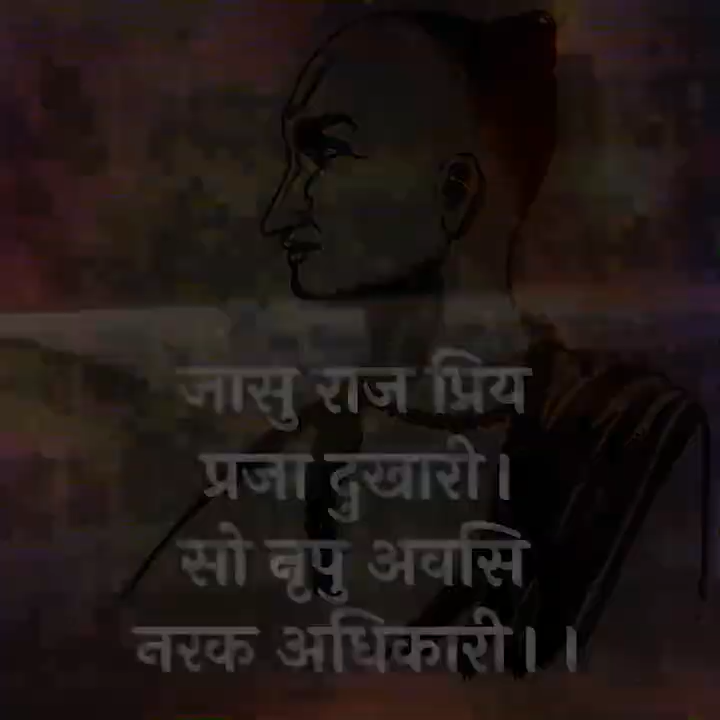 जासु राज प्रिय
प्रजा दुखारी।
सो नृपु अवसि
नरक अधिकारी।।